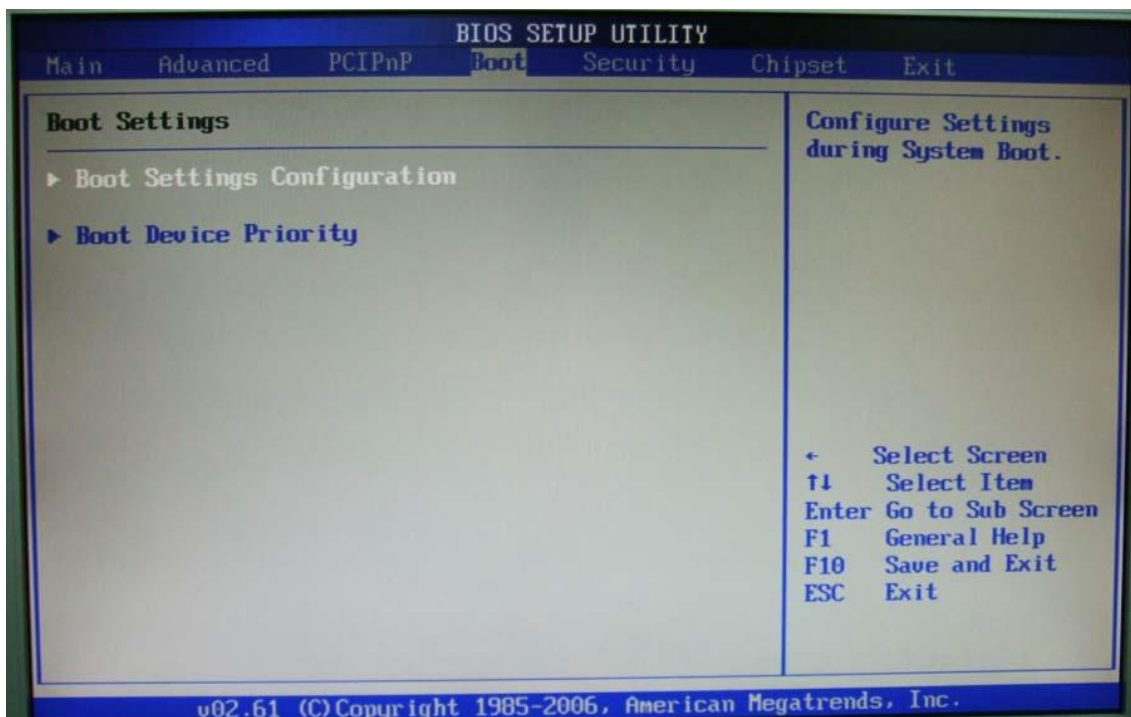 BIOS SETUP UTILITY
Main Advanced PCIPnP Boot Security Chipset Exit
Boot Settings
▶ Boot Settings Configuration
▶ Boot Device Priority
Configure Settings
during System Boot.
← Select Screen
↑↓ Select Item
Enter Go to Sub Screen
F1 General Help
F10 Save and Exit
ESC Exit
v02.61 (C)Copyright 1985-2006, American Megatrends, Inc.